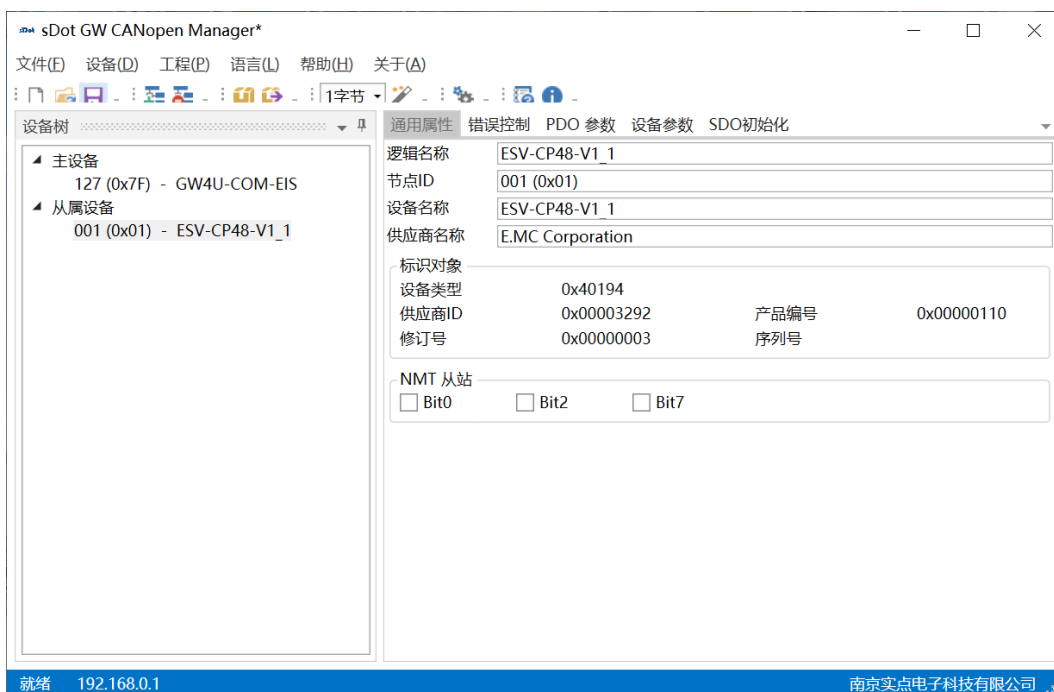 sDot GW CANopen Manager*
文件(F) 设备(D) 工程(P) 语言(L) 帮助(H) 关于(A)
1字节
设备树
通用属性 错误控制 PDO 参数 设备参数 SDO初始化
主设备
127 (0x7F) - GW4U-COM-EIS
从属设备
001 (0x01) - ESV-CP48-V1_1
逻辑名称 ESV-CP48-V1_1
节点ID 001 (0x01)
设备名称 ESV-CP48-V1_1
供应商名称 E.MC Corporation
标识对象
设备类型 0x40194
供应商ID 0x00003292 产品编号 0x00000110
修订号 0x00000003 序列号
NMT 从站
Bit0 Bit2 Bit7
就绪 192.168.0.1 南京实点电子科技有限公司